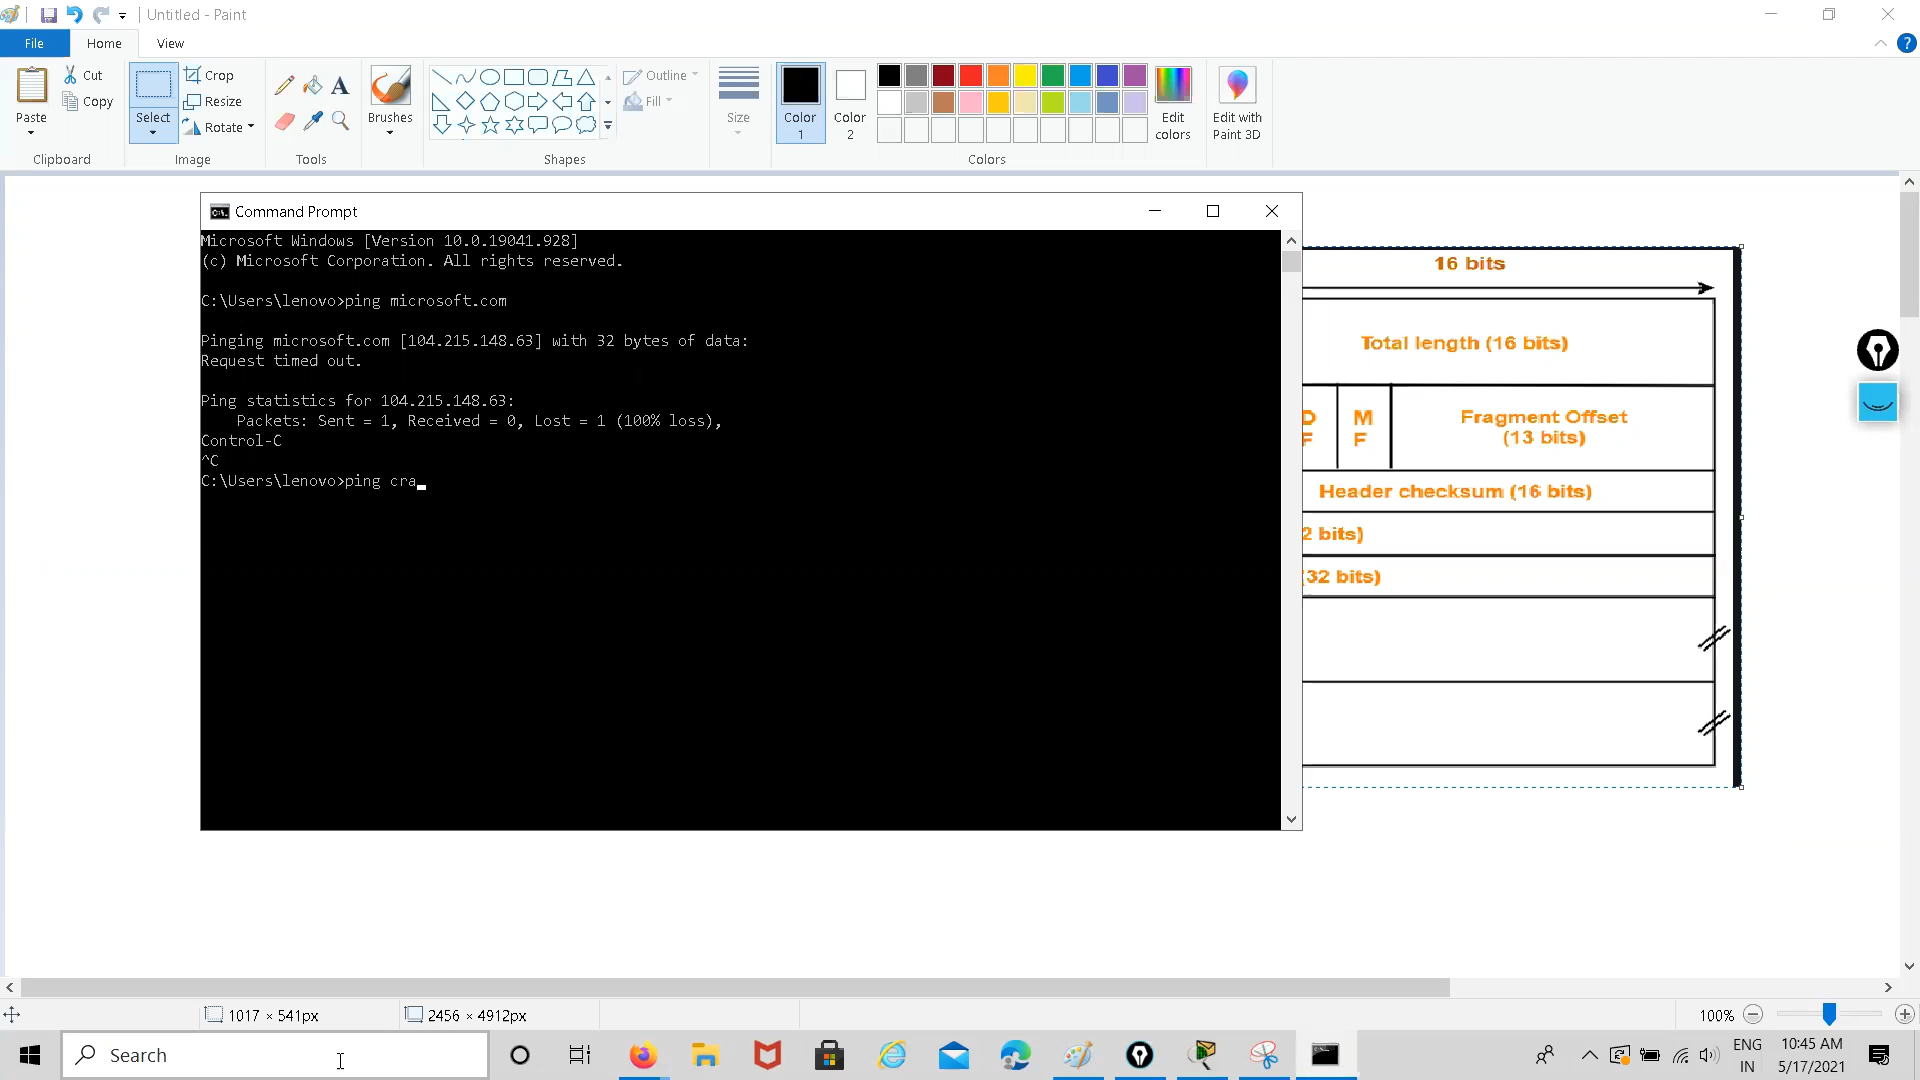 Untitled - Paint
File
Home
View
Cut
Copy
Paste
Clipboard
Crop
Resize
Rotate
Select
Image
Tools
Brushes
Outline
Fill
Shapes
Size
Color 1
Color 2
Colors
Edit colors
Edit with Paint 3D
Command Prompt
Microsoft Windows [Version 10.0.19041.928]
(c) Microsoft Corporation. All rights reserved.
C:\Users\lenovo>ping microsoft.com
Pinging microsoft.com [104.215.148.63] with 32 bytes of data:
Request timed out.
Ping statistics for 104.215.148.63:
Packets: Sent = 1, Received = 0, Lost = 1 (100% loss),
Control-C
^C
C:\Users\lenovo>ping cra_
16 bits
Total length (16 bits)
D F
M F
Fragment Offset
(13 bits)
Header checksum (16 bits)
2 bits)
(32 bits)
1017 × 541px
2456 × 4912px
100%
Search
ENG
IN
10:45 AM
5/17/2021